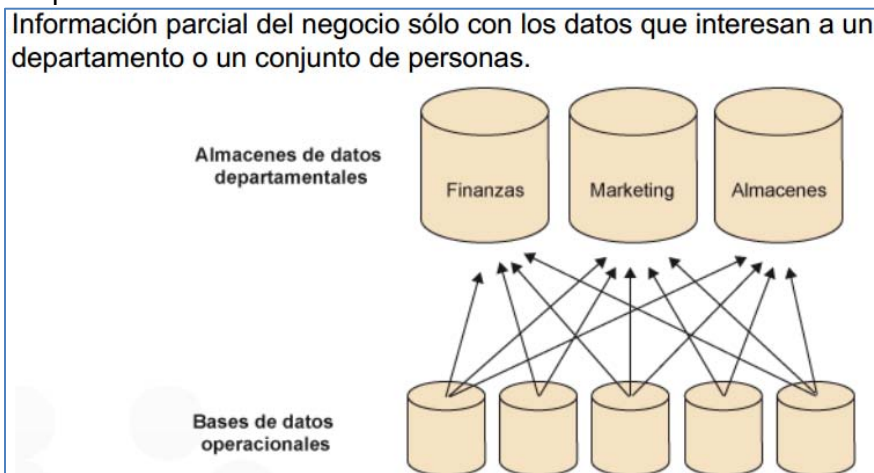 Información parcial del negocio sólo con los datos que interesan a un
departamento o un conjunto de personas.
Almacenes de datos
departamentales
Finanzas
Marketing
Almacenes
Bases de datos
operacionales